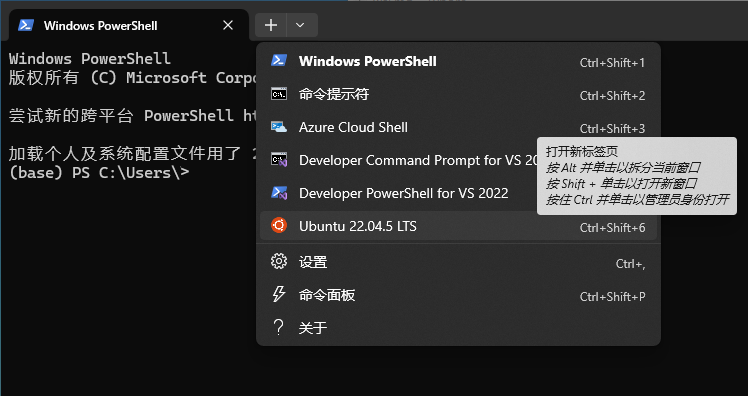 Windows PowerShell
Windows PowerShell
版权所有 (C) Microsoft Corpo
尝试新的跨平台 PowerShell ht
加载个人及系统配置文件用了 2
(base) PS C:\Users\>
Windows PowerShell Ctrl+Shift+1
命令提示符 Ctrl+Shift+2
Azure Cloud Shell Ctrl+Shift+3
Developer Command Prompt for VS 20
Developer PowerShell for VS 2022
Ubuntu 22.04.5 LTS Ctrl+Shift+6
设置 Ctrl+,
命令面板 Ctrl+Shift+P
关于
打开新标签页
按 Alt 并单击以拆分当前窗口
按 Shift + 单击以打开新窗口
按住 Ctrl 并单击以管理员身份打开